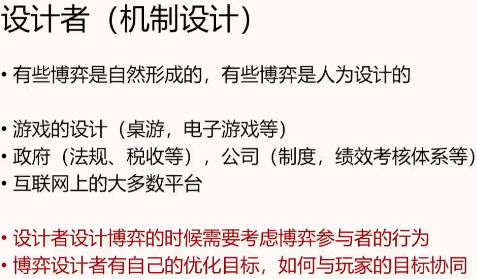 设计者（机制设计）
• 有些博弈是自然形成的，有些博弈是人为设计的
• 游戏的设计（桌游，电子游戏等）
• 政府（法规、税收等），公司（制度，绩效考核体系等）
• 互联网上的大多数平台
• 设计者设计博弈的时候需要考虑博弈参与者的行为
• 博弈设计者有自己的优化目标，如何与玩家的目标协同